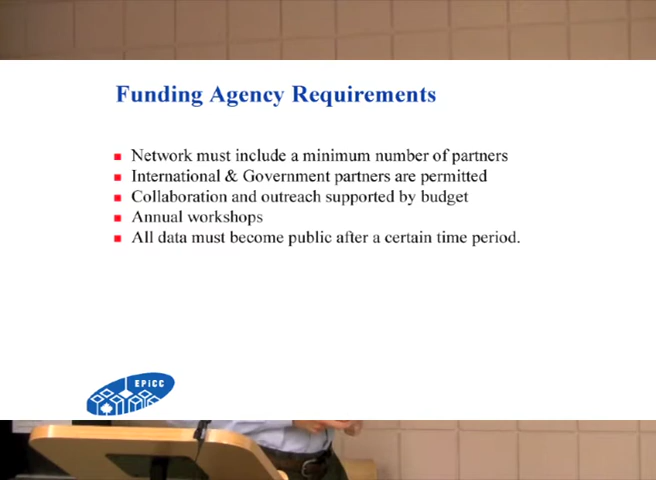 Funding Agency Requirements
Network must include a minimum number of partners
International & Government partners are permitted
Collaboration and outreach supported by budget
Annual workshops
All data must become public after a certain time period.
EPiCC